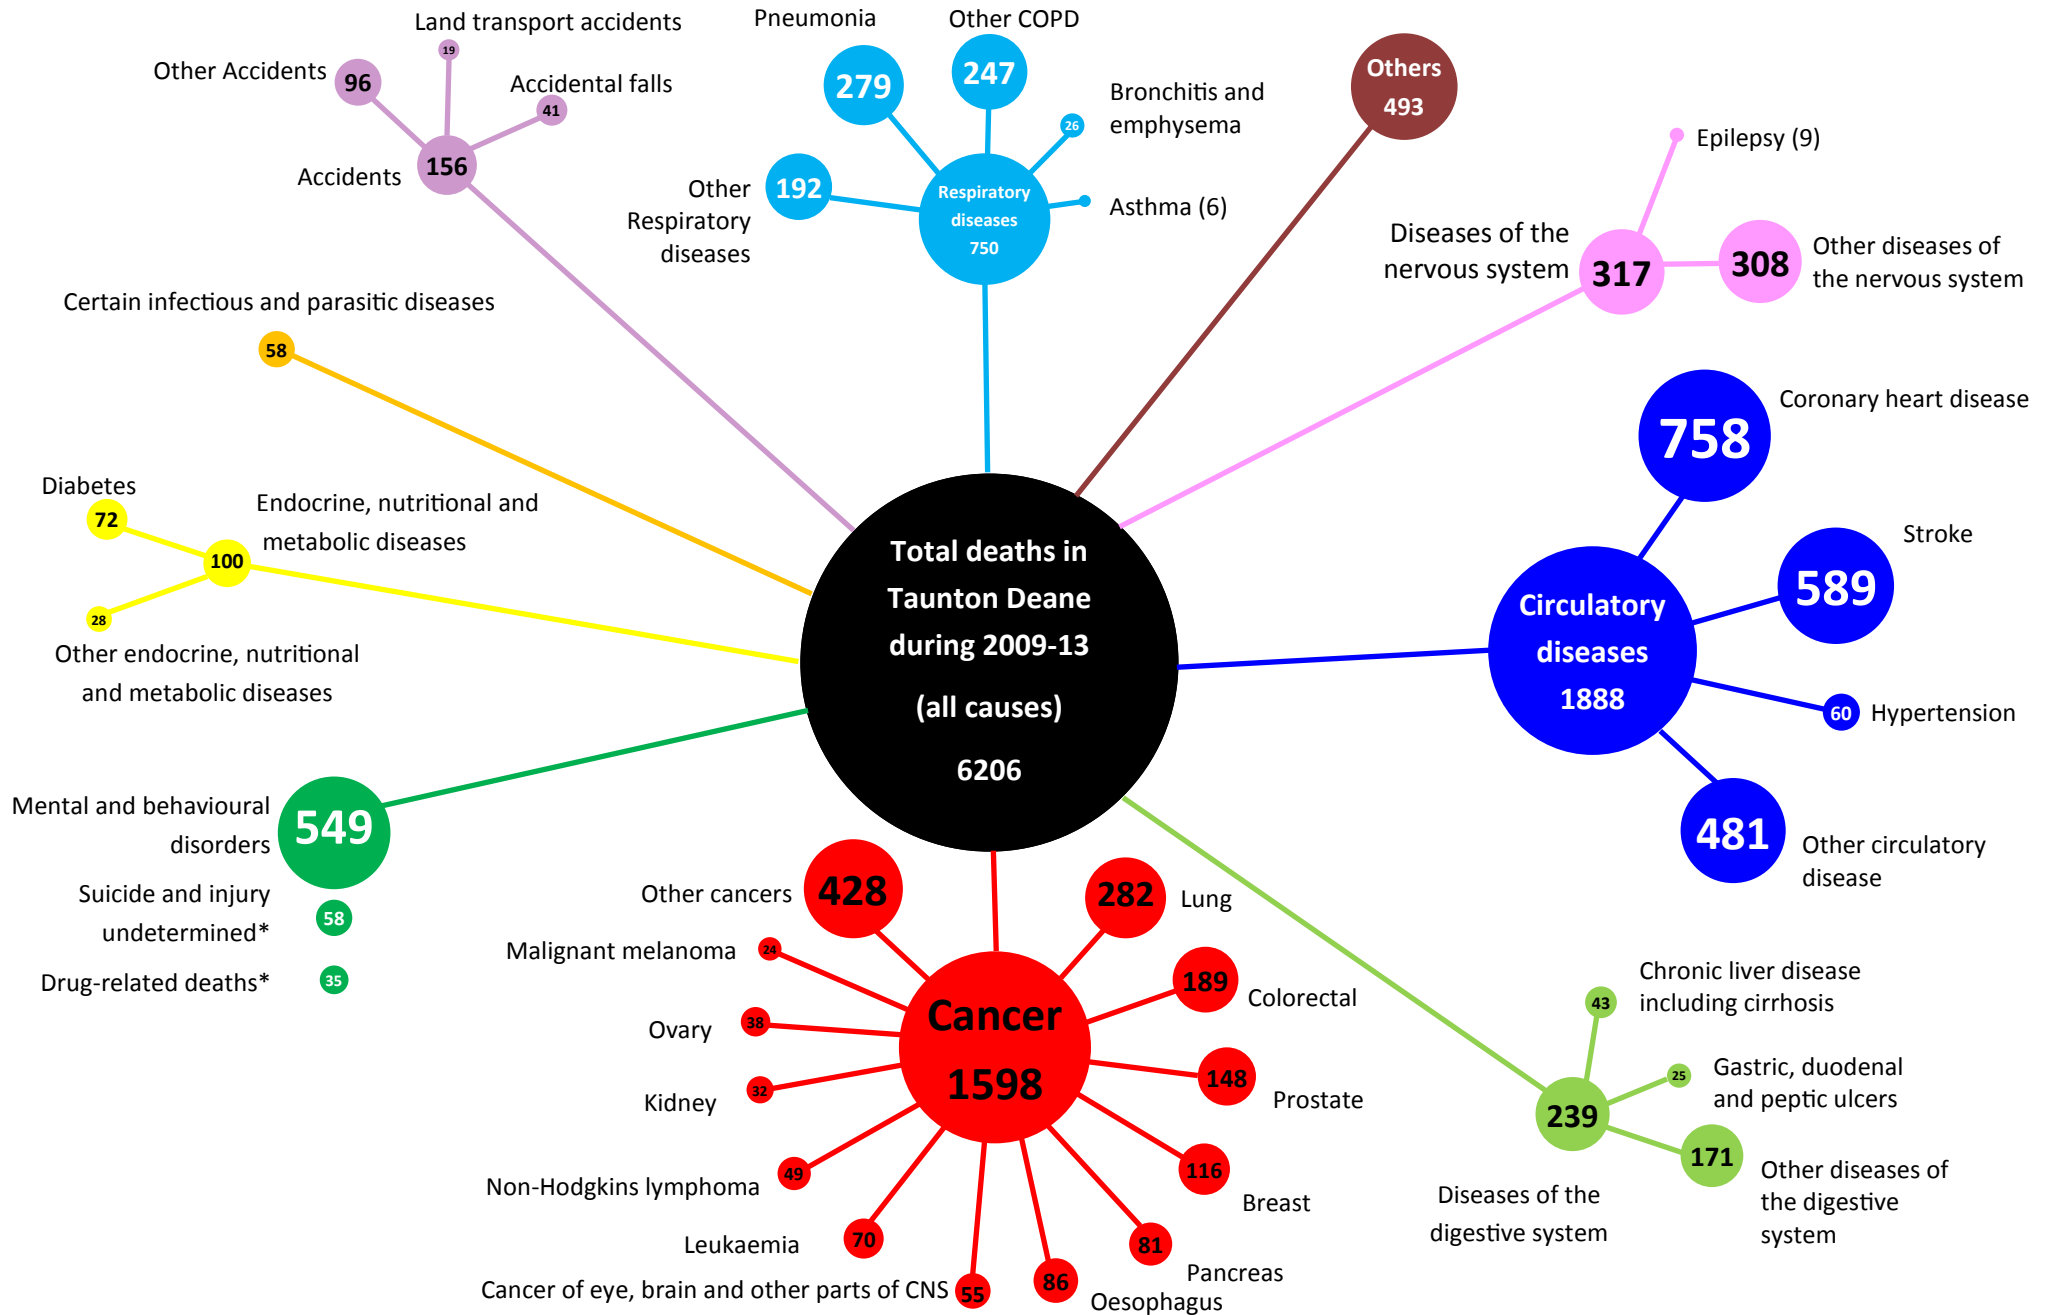 Land transport accidents
19
Other Accidents
96
Accidental falls
41
Accidents
156
Pneumonia
279
Other COPD
247
Bronchitis and
emphysema
26
Other
Respiratory
diseases
192
Respiratory
diseases
750
Asthma (6)
Others
493
Epilepsy (9)
Diseases of the
nervous system
317
308
Other diseases of
the nervous system
Certain infectious and parasitic diseases
58
Diabetes
72
Endocrine, nutritional and
metabolic diseases
100
28
Other endocrine, nutritional
and metabolic diseases
Total deaths in
Taunton Deane
during 2009-13
(all causes)
6206
758
Coronary heart disease
Stroke
589
Circulatory
diseases
1888
60
Hypertension
481
Other circulatory
disease
Mental and behavioural
disorders
549
Suicide and injury
undetermined*
58
Drug-related deaths*
35
Other cancers
428
282
Lung
Malignant melanoma
24
189
Colorectal
Ovary
38
Cancer
1598
Kidney
32
148
Prostate
Non-Hodgkins lymphoma
49
116
Breast
Leukaemia
70
81
Pancreas
Cancer of eye, brain and other parts of CNS
55
86
Oesophagus
Chronic liver disease
including cirrhosis
43
25
Gastric, duodenal
and peptic ulcers
239
171
Diseases of the
digestive system
Other diseases of
the digestive
system